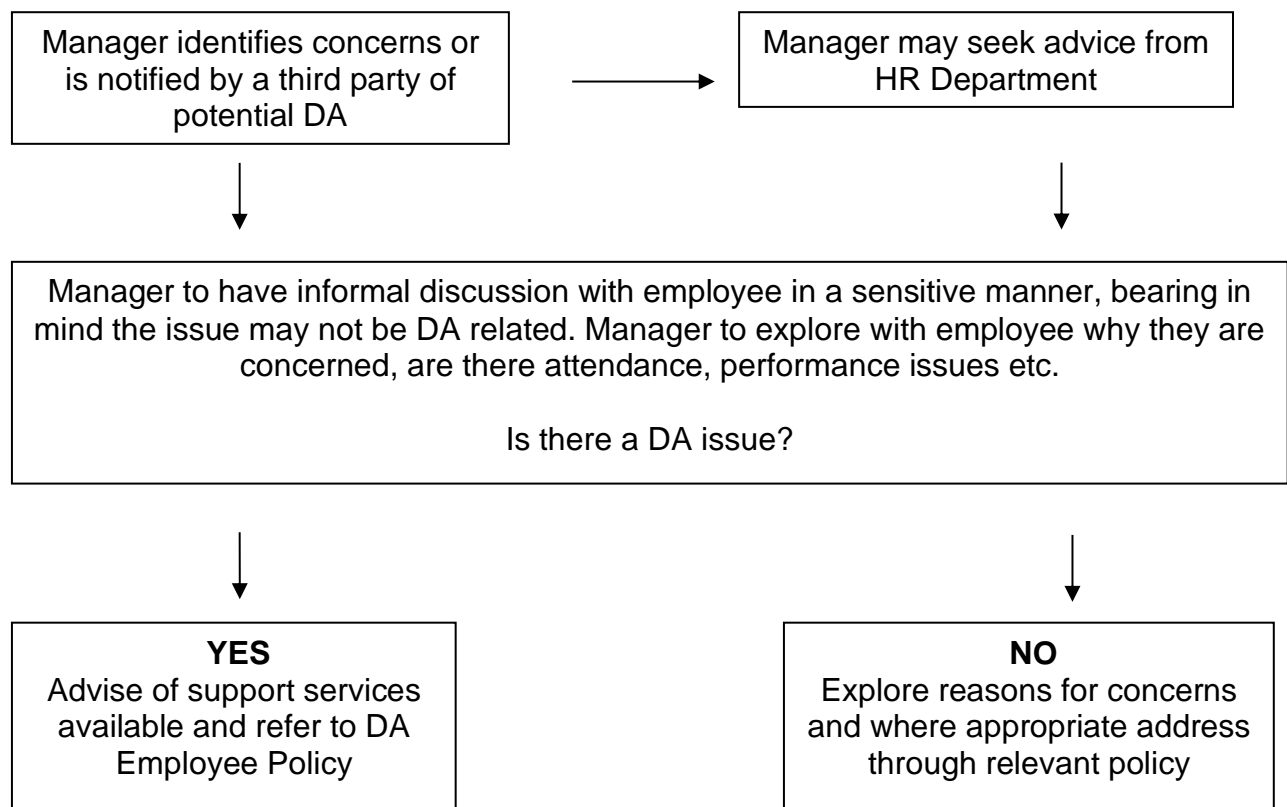 Manager identifies concerns or
is notified by a third party of
potential DA
Manager may seek advice from
HR Department
Manager to have informal discussion with employee in a sensitive manner, bearing in
mind the issue may not be DA related. Manager to explore with employee why they are
concerned, are there attendance, performance issues etc.
Is there a DA issue?
YES
Advise of support services
available and refer to DA
Employee Policy
NO
Explore reasons for concerns
and where appropriate address
through relevant policy